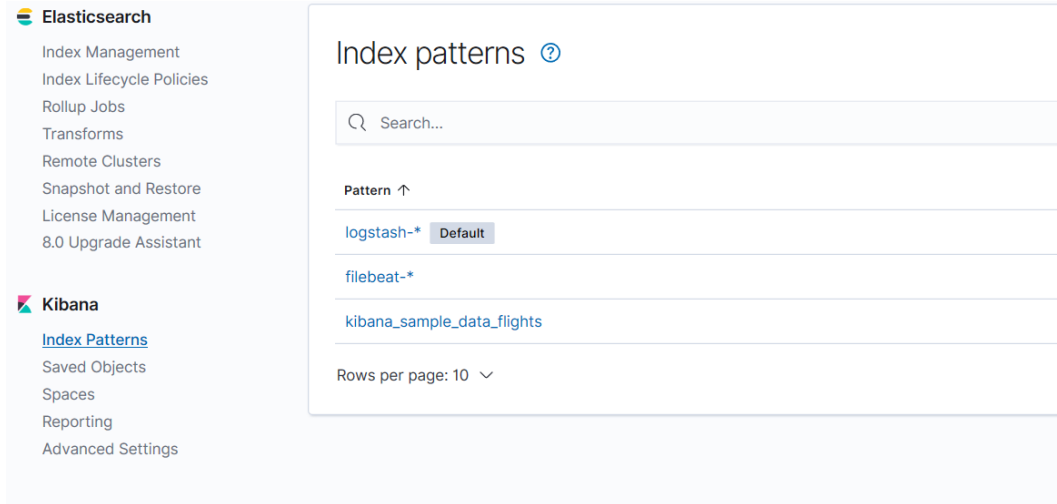 Elasticsearch
Index Management
Index Lifecycle Policies
Rollup Jobs
Transforms
Remote Clusters
Snapshot and Restore
License Management
8.0 Upgrade Assistant
Kibana
Index Patterns
Saved Objects
Spaces
Reporting
Advanced Settings
Index patterns
Search...
Pattern ↑
logstash-* Default
filebeat-*
kibana_sample_data_flights
Rows per page: 10